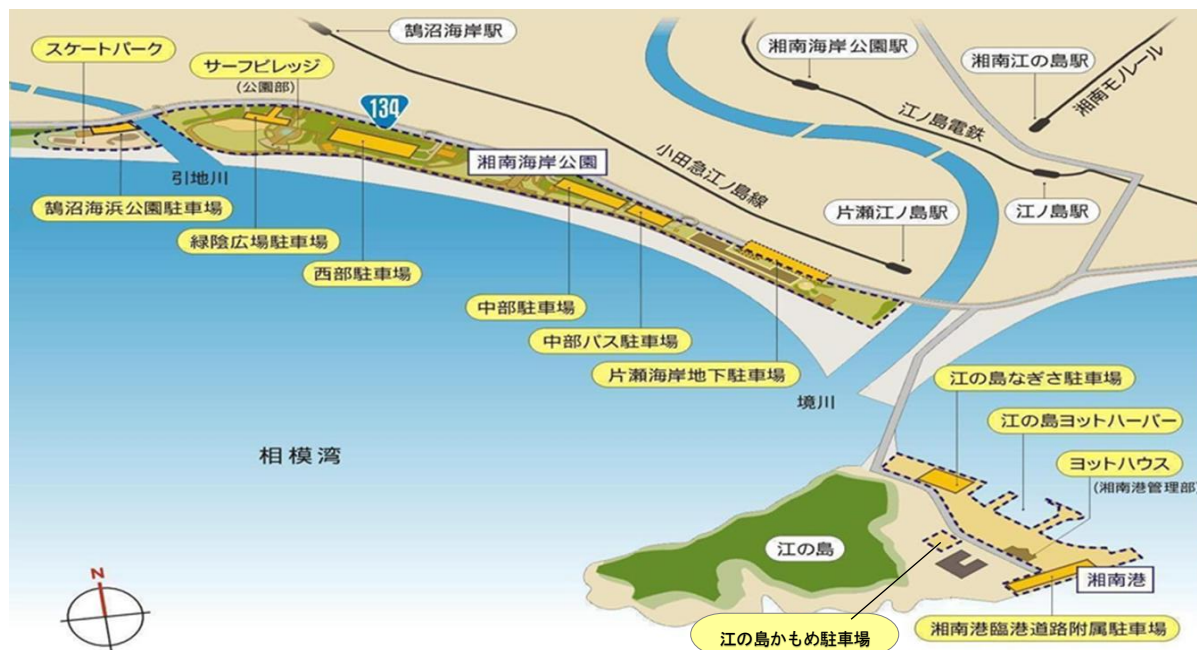 鵠沼海岸駅
湘南海岸公園駅
湘南江の島駅
湘南モノレール
スケートパーク
サーフビレッジ
(公園部)
134
江ノ島電鉄
湘南海岸公園
小田急江ノ島線
引地川
鵠沼海浜公園駐車場
片瀬江ノ島駅
江ノ島駅
緑陰広場駐車場
西部駐車場
中部駐車場
中部バス駐車場
片瀬海岸地下駐車場
江の島なぎさ駐車場
境川
江の島ヨットハーバー
相模湾
ヨットハウス
(湘南港管理部)
江の島
N
湘南港
江の島かもめ駐車場
湘南港臨港道路附属駐車場